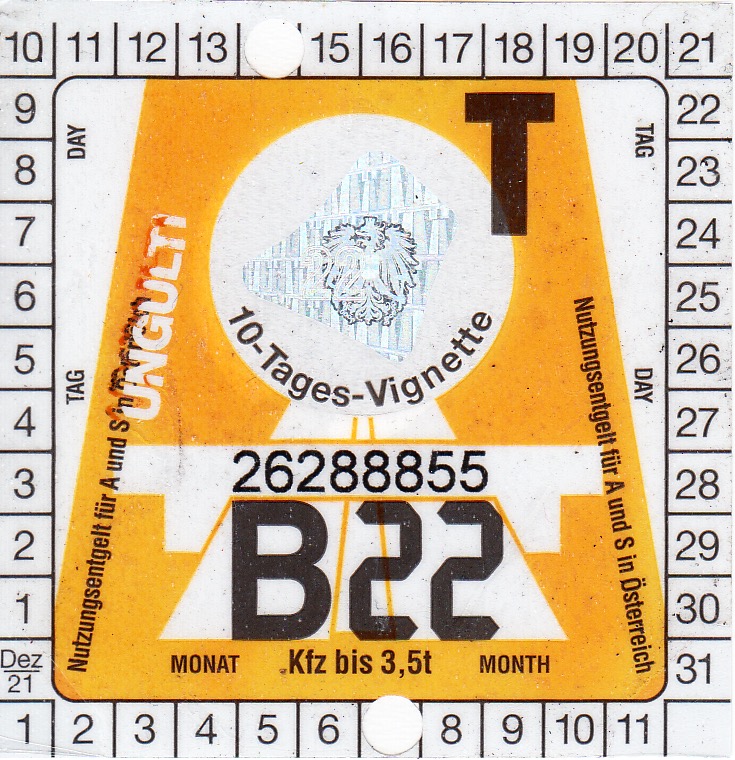 10 11 12 13 15 16 17 18 19 20 21
9 22
8 23
7 24
6 25
5 26
4 27
3 28
2 29
1 30
Dez
21
31
1 2 3 4 5 6 8 9 10 11
DAY
TAG
T
UNGÜLTI
10-Tages-Vignette
TAG
DAY
Nutzungsentgelt für A und S in
Nutzungsentgelt für A und S in Österreich
26288855
B22
MONAT Kfz bis 3,5t MONTH